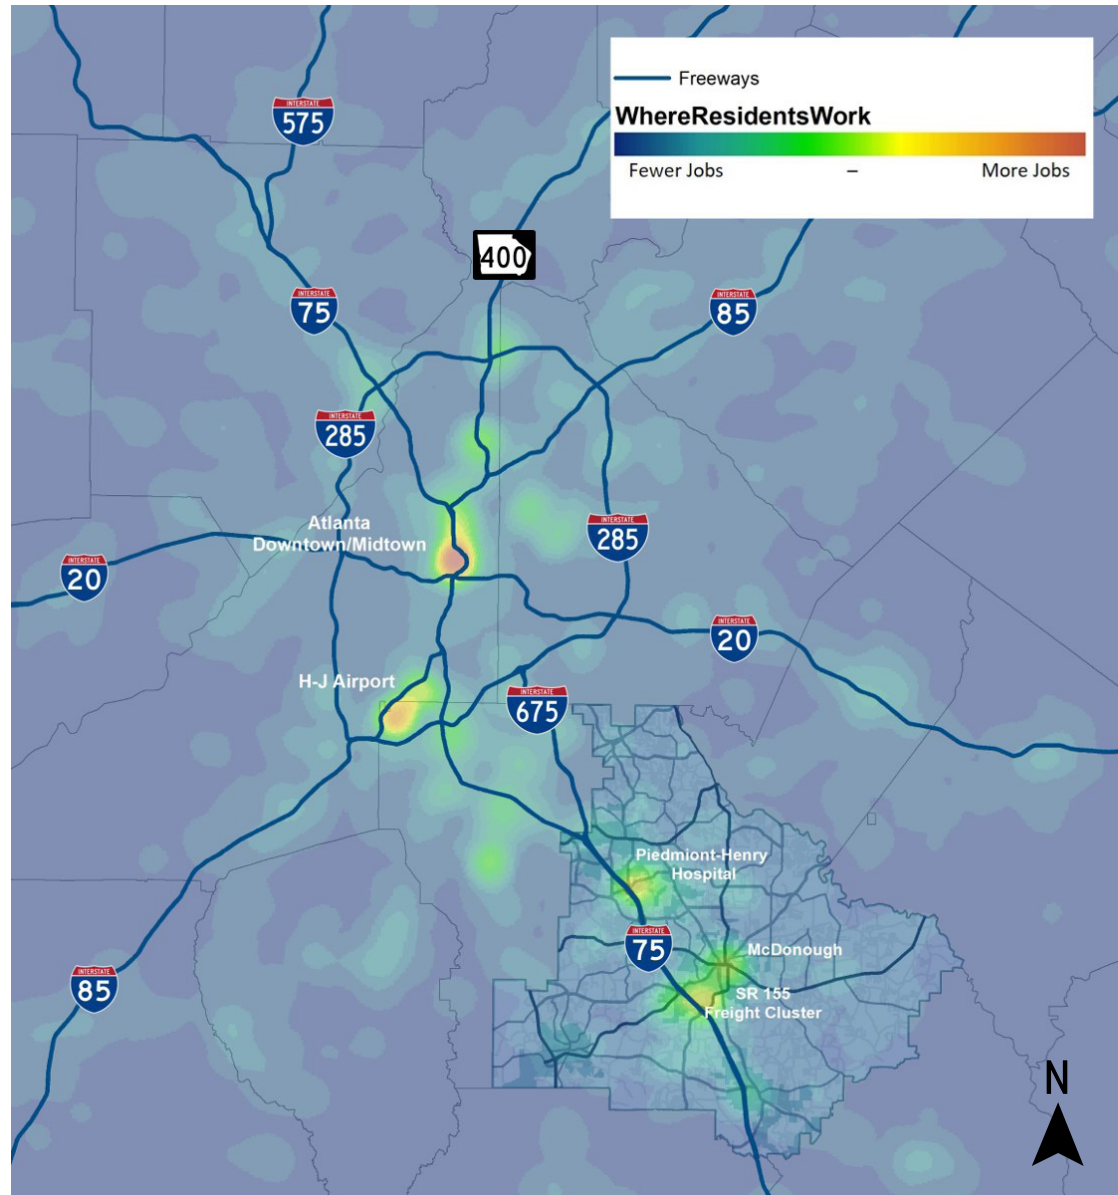 Freeways
WhereResidentsWork
Fewer Jobs
–
More Jobs
INTERSTATE
575
400
INTERSTATE
75
INTERSTATE
85
INTERSTATE
285
Atlanta
Downtown/Midtown
INTERSTATE
285
INTERSTATE
20
INTERSTATE
20
H-J Airport
INTERSTATE
675
Piedmiont-Henry
Hospital
INTERSTATE
75
McDonough
INTERSTATE
85
SR 155
Freight Cluster
N